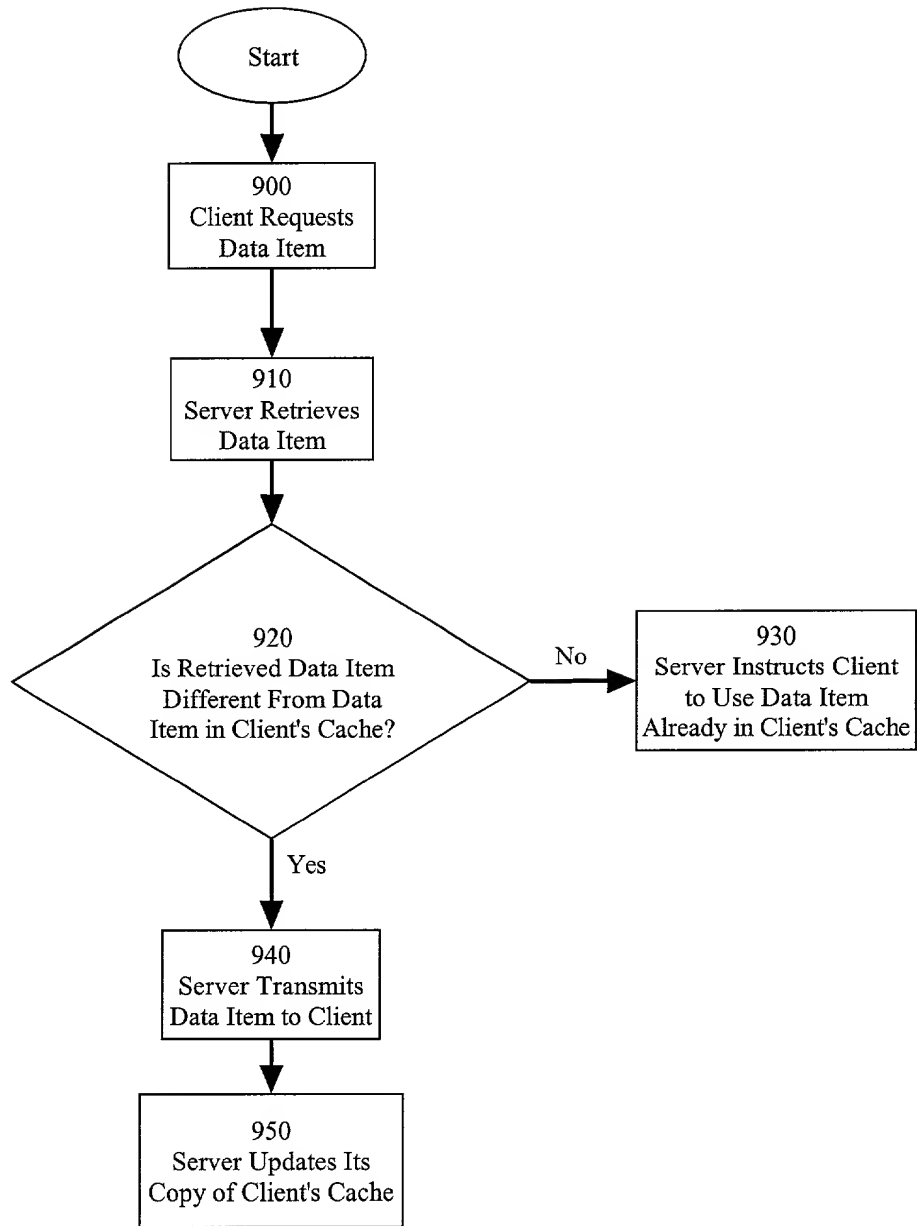 Start
900
Client Requests
Data Item
910
Server Retrieves
Data Item
920
Is Retrieved Data Item
Different From Data
Item in Client's Cache?
No
930
Server Instructs Client
to Use Data Item
Already in Client's Cache
Yes
940
Server Transmits
Data Item to Client
950
Server Updates Its
Copy of Client's Cache